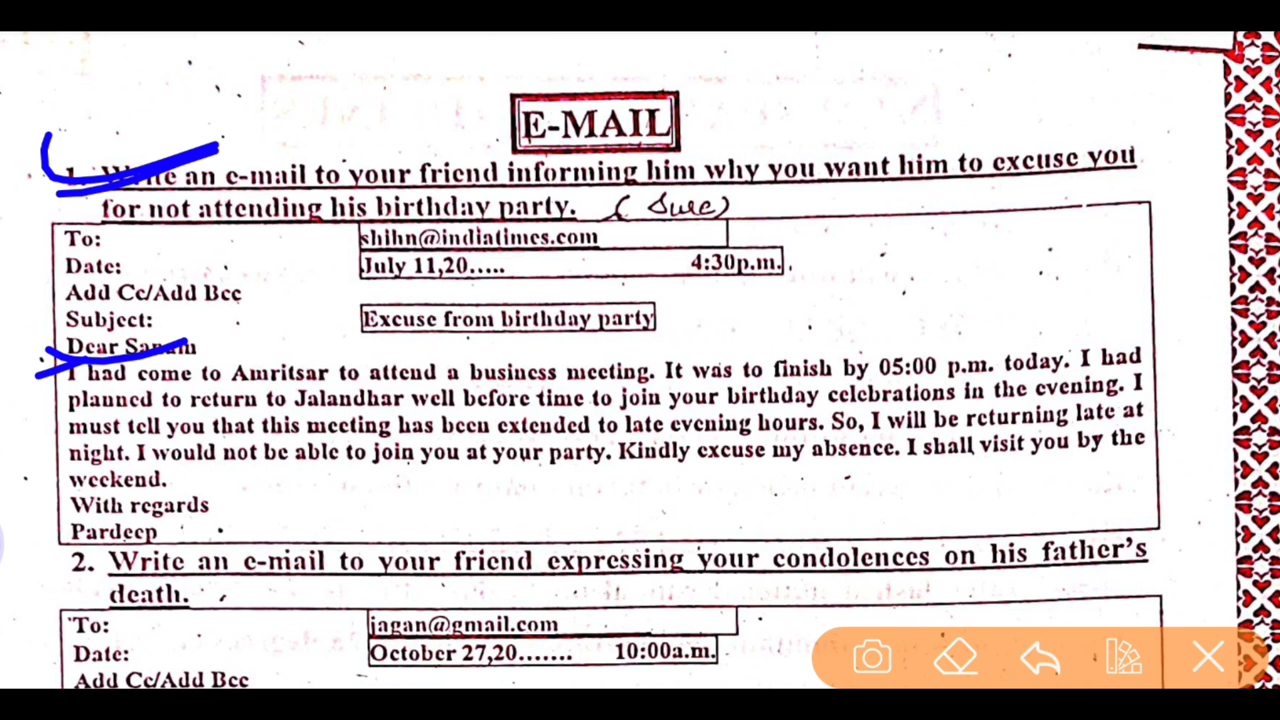 E-MAIL
1. Write an e-mail to your friend informing him why you want him to excuse you
for not attending his birthday party. (Sure)
To: shihn@indiatimes.com
Date: July 11,20..... 4:30p.m.
Add Cc/Add Bcc
Subject: Excuse from birthday party
Dear Sanam
I had come to Amritsar to attend a business meeting. It was to finish by 05:00 p.m. today. I had
planned to return to Jalandhar well before time to join your birthday celebrations in the evening. I
must tell you that this meeting has been extended to late evening hours. So, I will be returning late at
night. I would not be able to join you at your party. Kindly excuse my absence. I shall visit you by the
weekend.
With regards
Pardeep
2. Write an e-mail to your friend expressing your condolences on his father's
death.
To: jagan@gmail.com
Date: October 27,20....... 10:00a.m.
Add Cc/Add Bcc